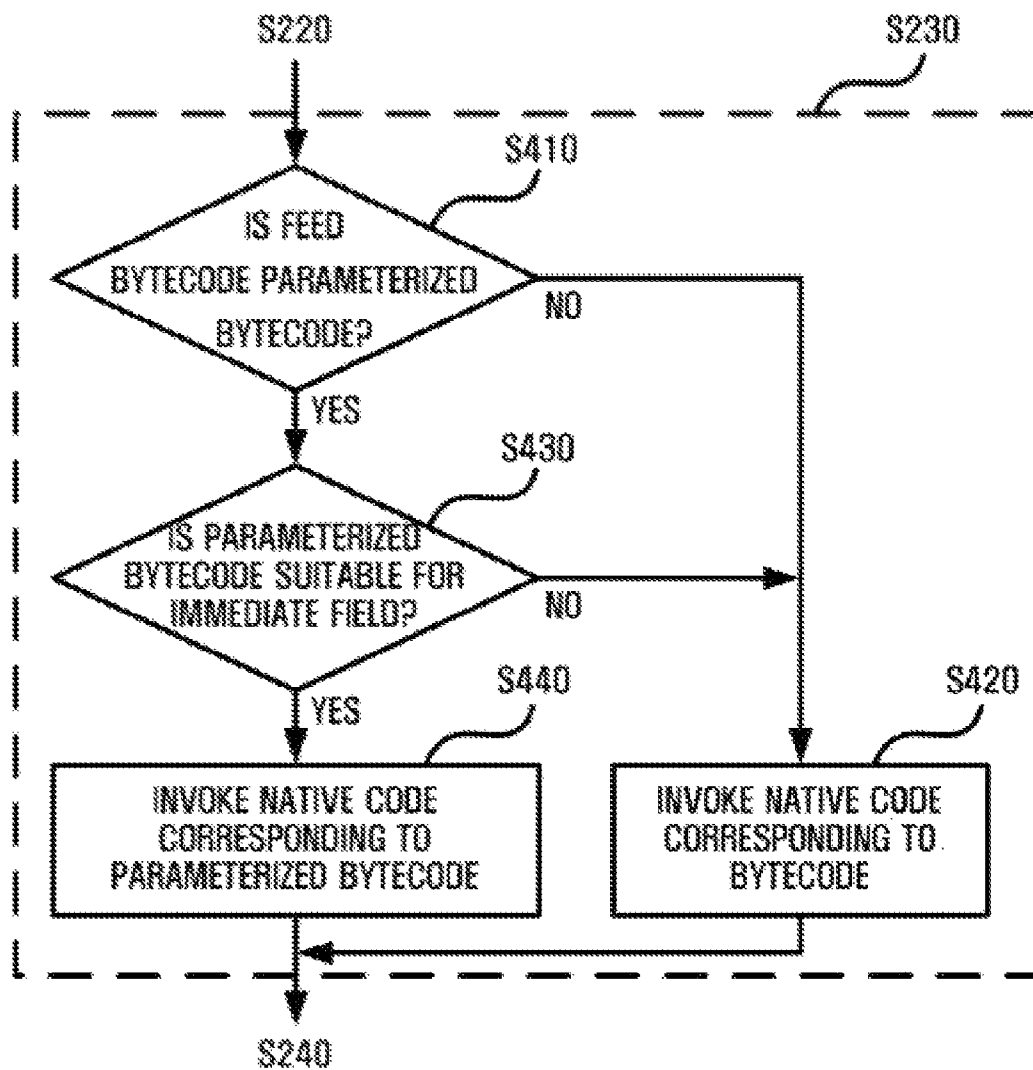 S220
S230
S410
IS FEED
BYTECODE PARAMETERIZED
BYTECODE?
NO
YES
S430
IS PARAMETERIZED
BYTECODE SUITABLE FOR
IMMEDIATE FIELD?
NO
YES
S440
S420
INVOKE NATIVE CODE
CORRESPONDING TO
PARAMETERIZED BYTECODE
INVOKE NATIVE CODE
CORRESPONDING TO
BYTECODE
S240